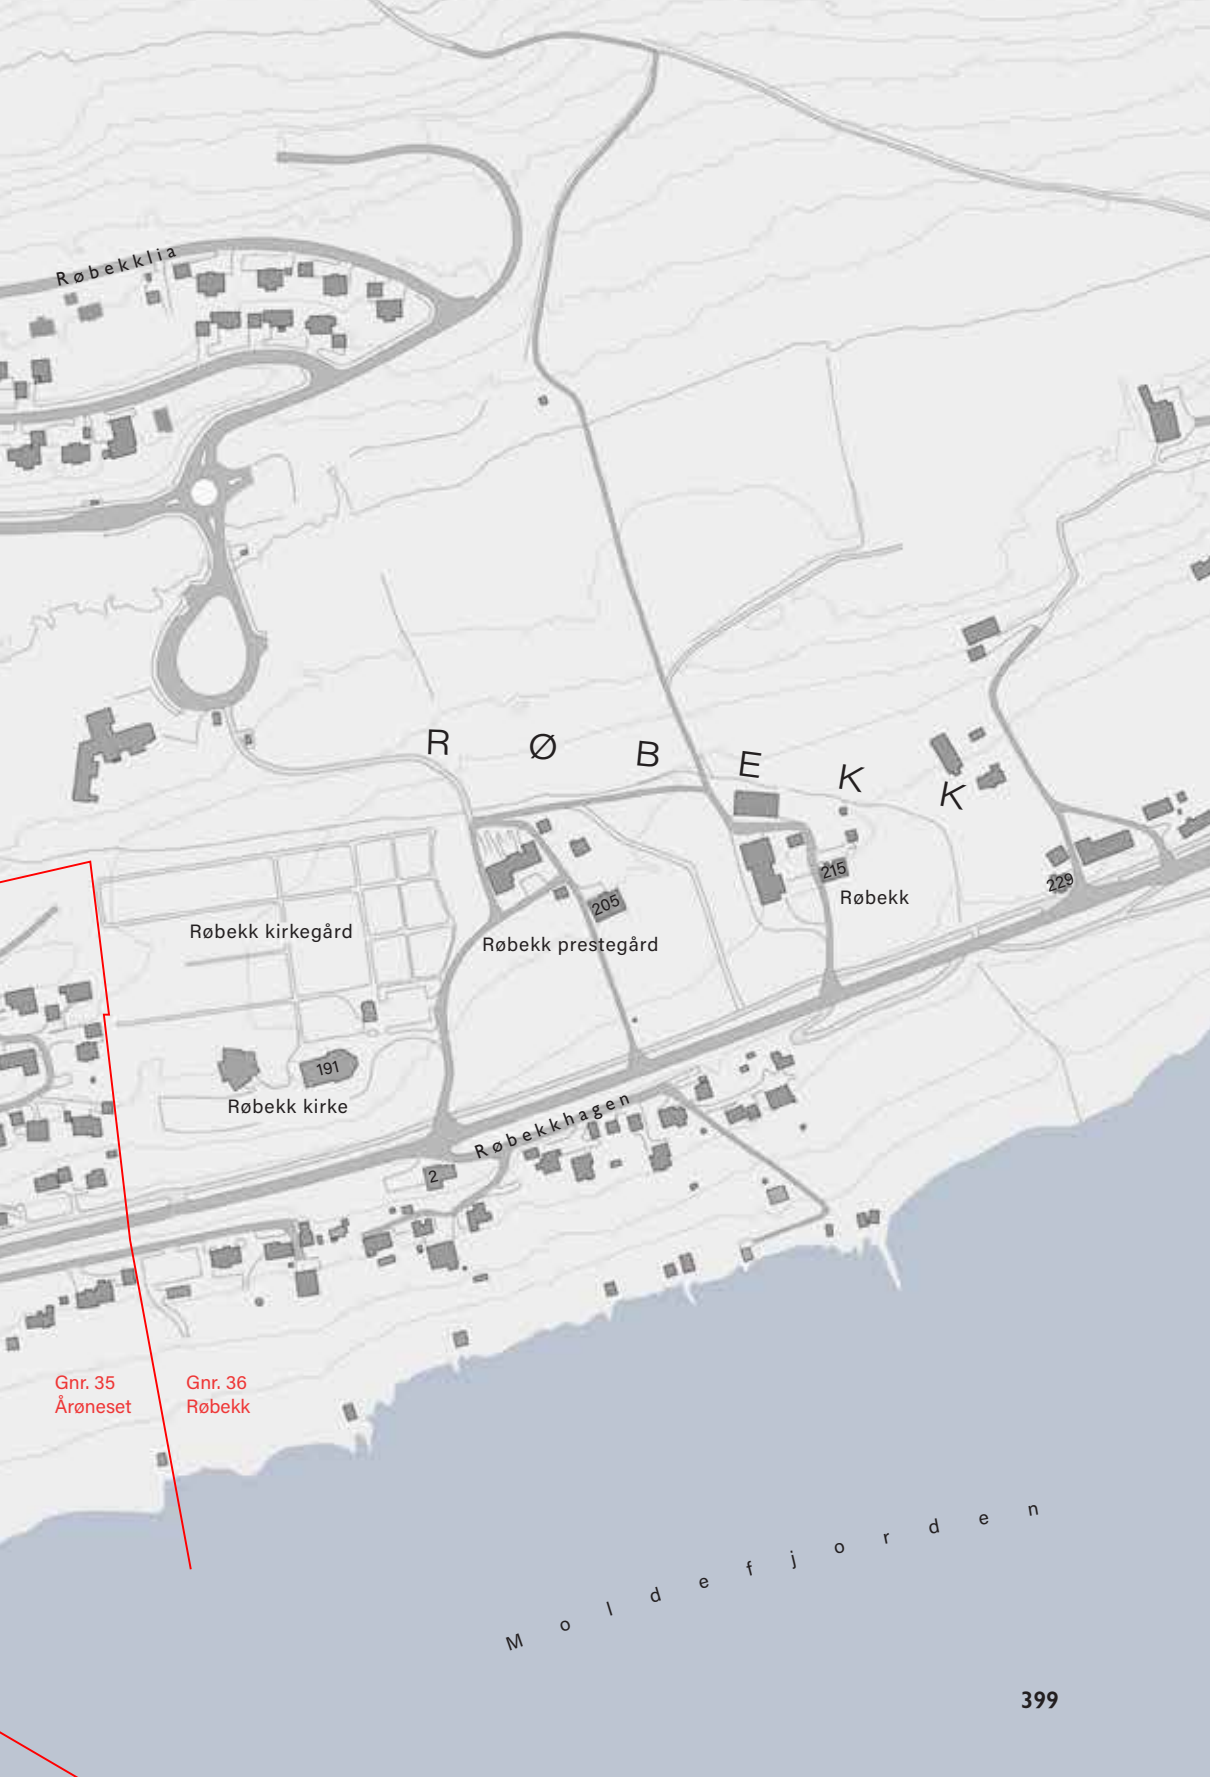 Røbekklia
RØBEKK
215
Røbekk
229
205
Røbekk kirkegård
Røbekk prestegård
191
Røbekk kirke
Røbekkhagen
2
Gnr. 35
Årøneset
Gnr. 36
Røbekk
Moldefjorden
399